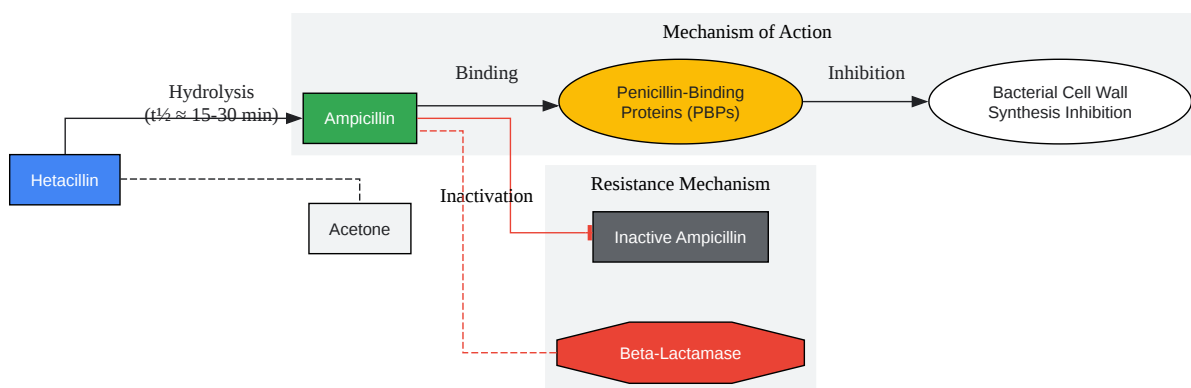 Mechanism of Action
Hydrolysis
(t½ ≈ 15-30 min)
Binding
Inhibition
Ampicillin
Penicillin-Binding
Proteins (PBPs)
Bacterial Cell Wall
Synthesis Inhibition
Hetacillin
Acetone
Inactivation
Resistance Mechanism
Inactive Ampicillin
Beta-Lactamase